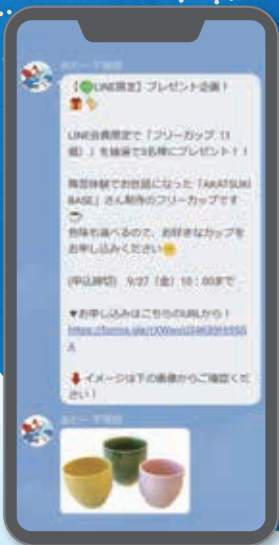 【LINE限定】プレゼント企画！
LINE会員限定で「フリーカップ（1
個）」を抽選で3名様にプレゼント！！
陶芸体験でお世話になった「AKATSUKI
BASE」さん制作のフリーカップです
色味も選べるので、お好きなカップを
お申し込みください
(申込締切) 9/27（金）10：00まで
▼お申し込みはこちらのURLから！
イメージは下の画像からご確認くだ
さい！